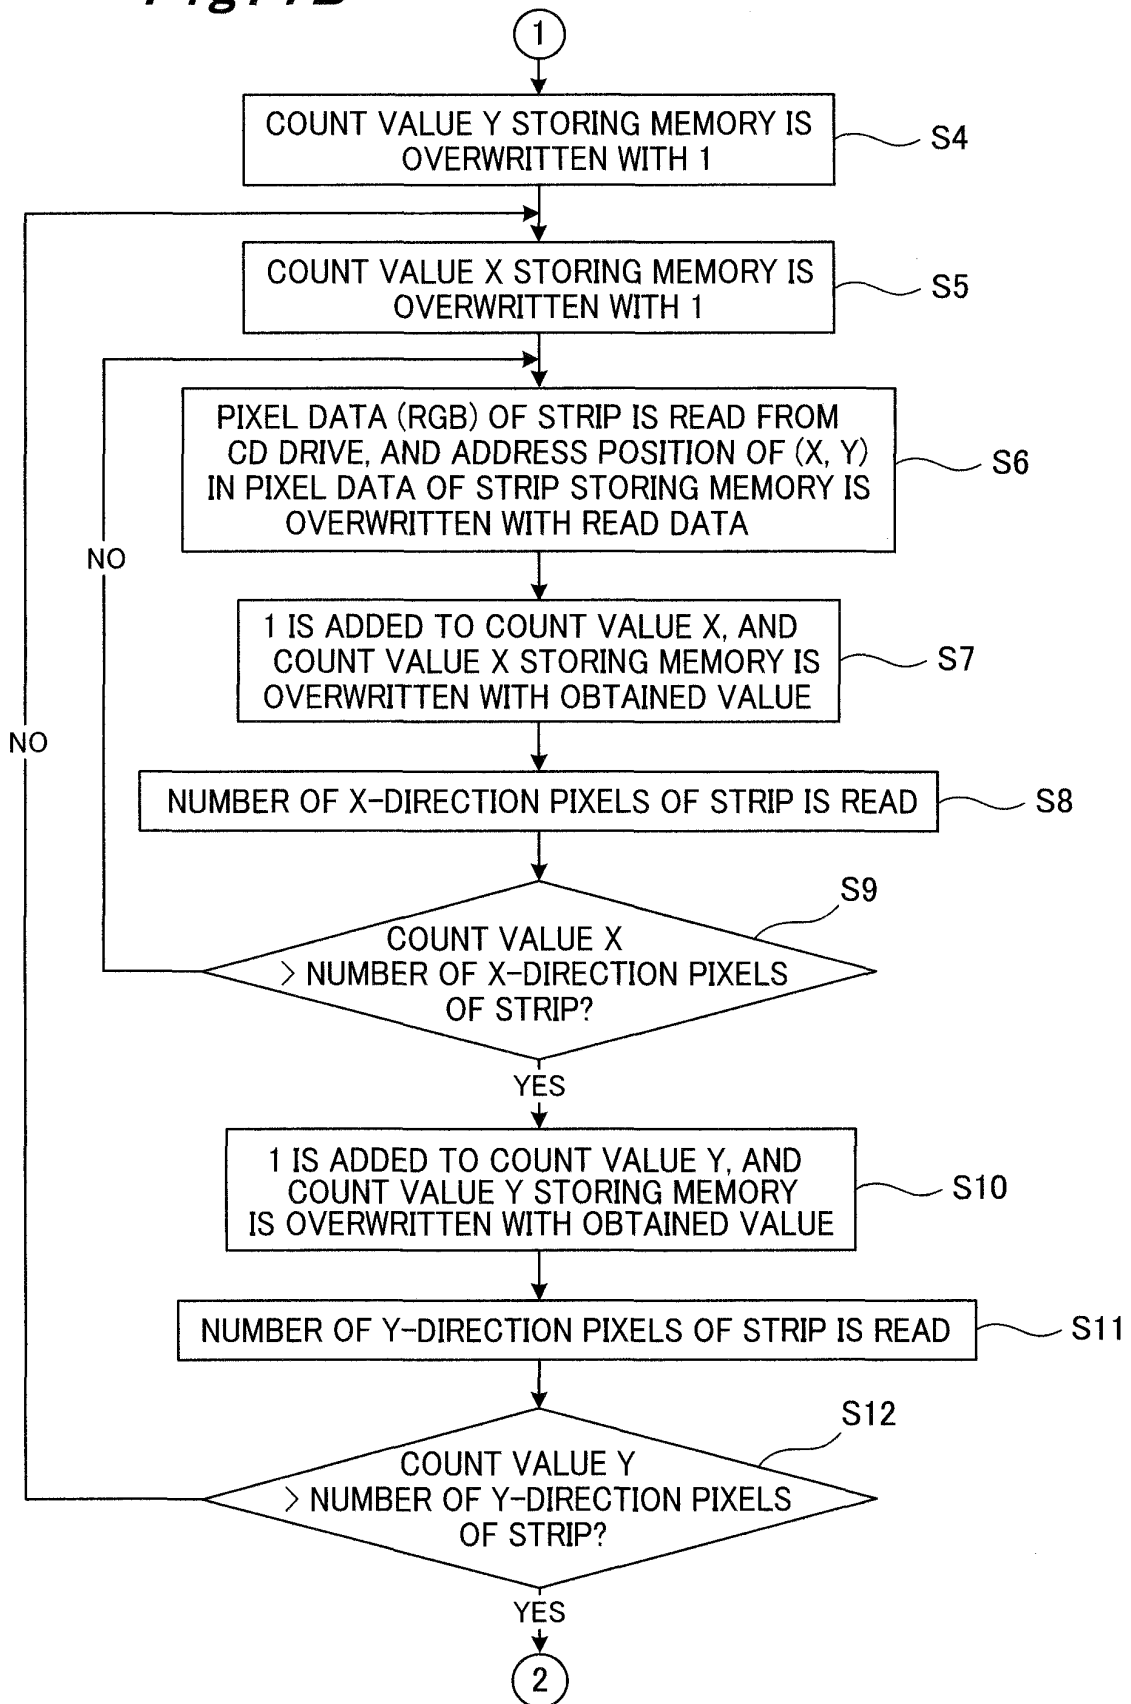 1
COUNT VALUE Y STORING MEMORY IS
OVERWRITTEN WITH 1
S4
COUNT VALUE X STORING MEMORY IS
OVERWRITTEN WITH 1
S5
PIXEL DATA (RGB) OF STRIP IS READ FROM
CD DRIVE, AND ADDRESS POSITION OF (X, Y)
IN PIXEL DATA OF STRIP STORING MEMORY IS
OVERWRITTEN WITH READ DATA
S6
NO
1 IS ADDED TO COUNT VALUE X, AND
COUNT VALUE X STORING MEMORY IS
OVERWRITTEN WITH OBTAINED VALUE
S7
NO
NUMBER OF X-DIRECTION PIXELS OF STRIP IS READ
S8
S9
COUNT VALUE X
> NUMBER OF X-DIRECTION PIXELS
OF STRIP?
YES
1 IS ADDED TO COUNT VALUE Y, AND
COUNT VALUE Y STORING MEMORY
IS OVERWRITTEN WITH OBTAINED VALUE
S10
NUMBER OF Y-DIRECTION PIXELS OF STRIP IS READ
S11
S12
COUNT VALUE Y
> NUMBER OF Y-DIRECTION PIXELS
OF STRIP?
YES
2